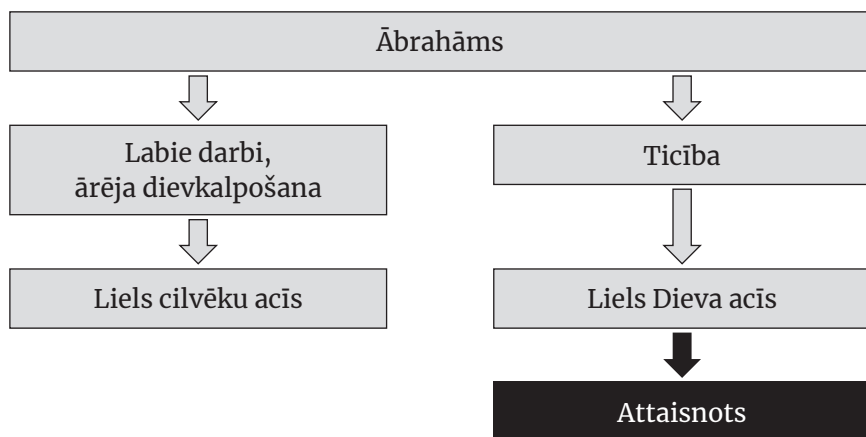 Ābrahāms
Labie darbi,
ārēja dievkalpošana
Ticība
Liels cilvēku acīs
Liels Dieva acīs
Attaisnots